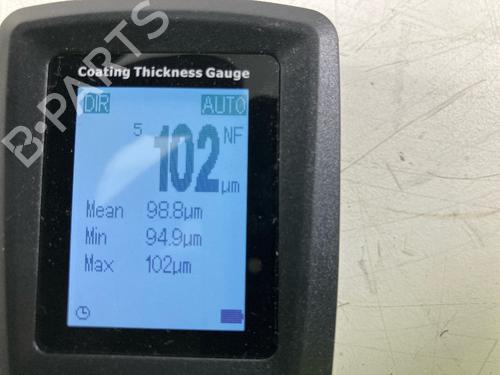 B-PARTS
Coating Thickness Gauge
DIR AUTO
5 102 NF µm
Mean 98.8µm
Min 94.9µm
Max 102µm